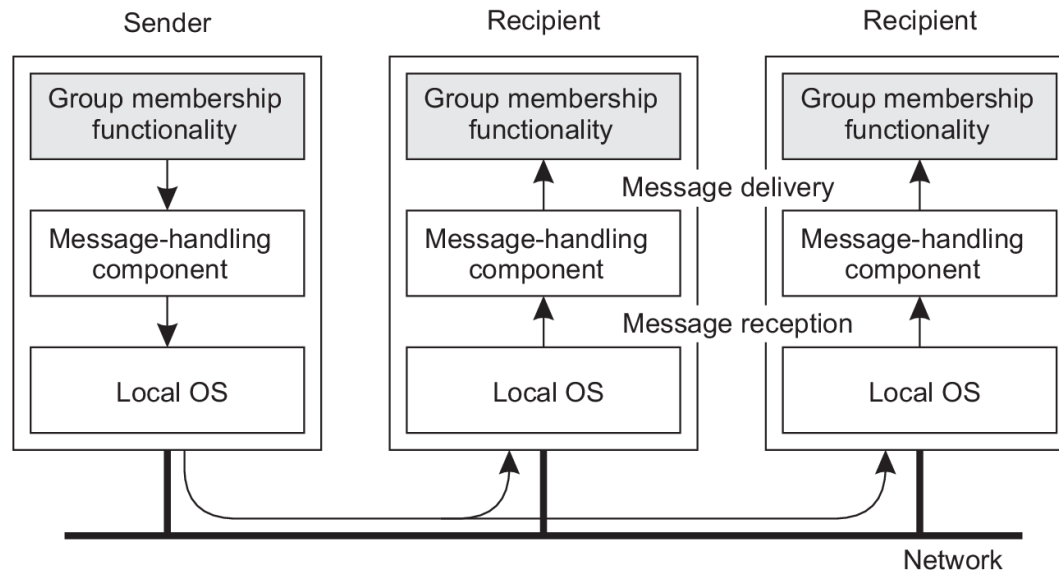 Sender
Recipient
Recipient
Group membership
functionality
Group membership
functionality
Group membership
functionality
Message delivery
Message-handling
component
Message-handling
component
Message-handling
component
Message reception
Local OS
Local OS
Local OS
Network